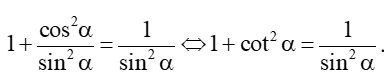 1 + cos²α/sin²α = 1/sin²α ⇔ 1 + cot²α = 1/sin²α.